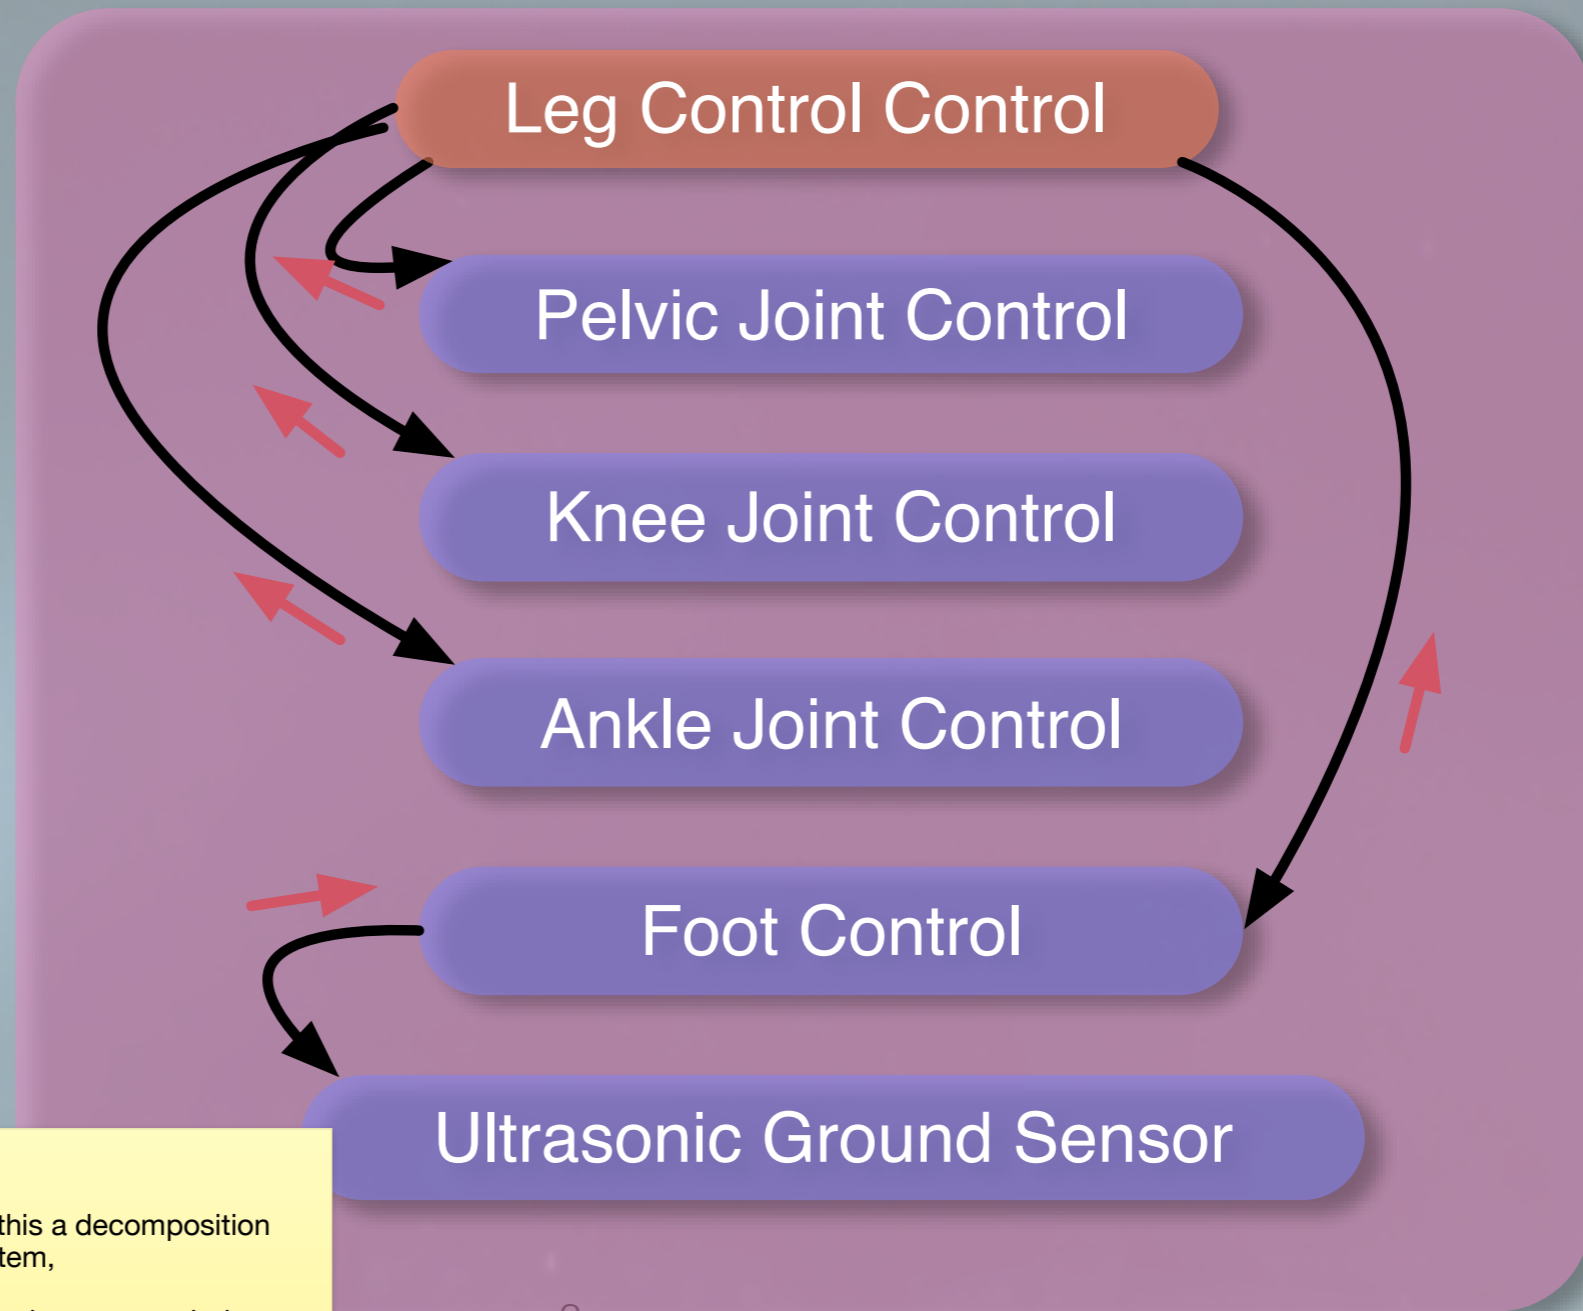 Leg Control Control
Pelvic Joint Control
Knee Joint Control
Ankle Joint Control
Foot Control
Ultrasonic Ground Sensor
this a decomposition
tem,